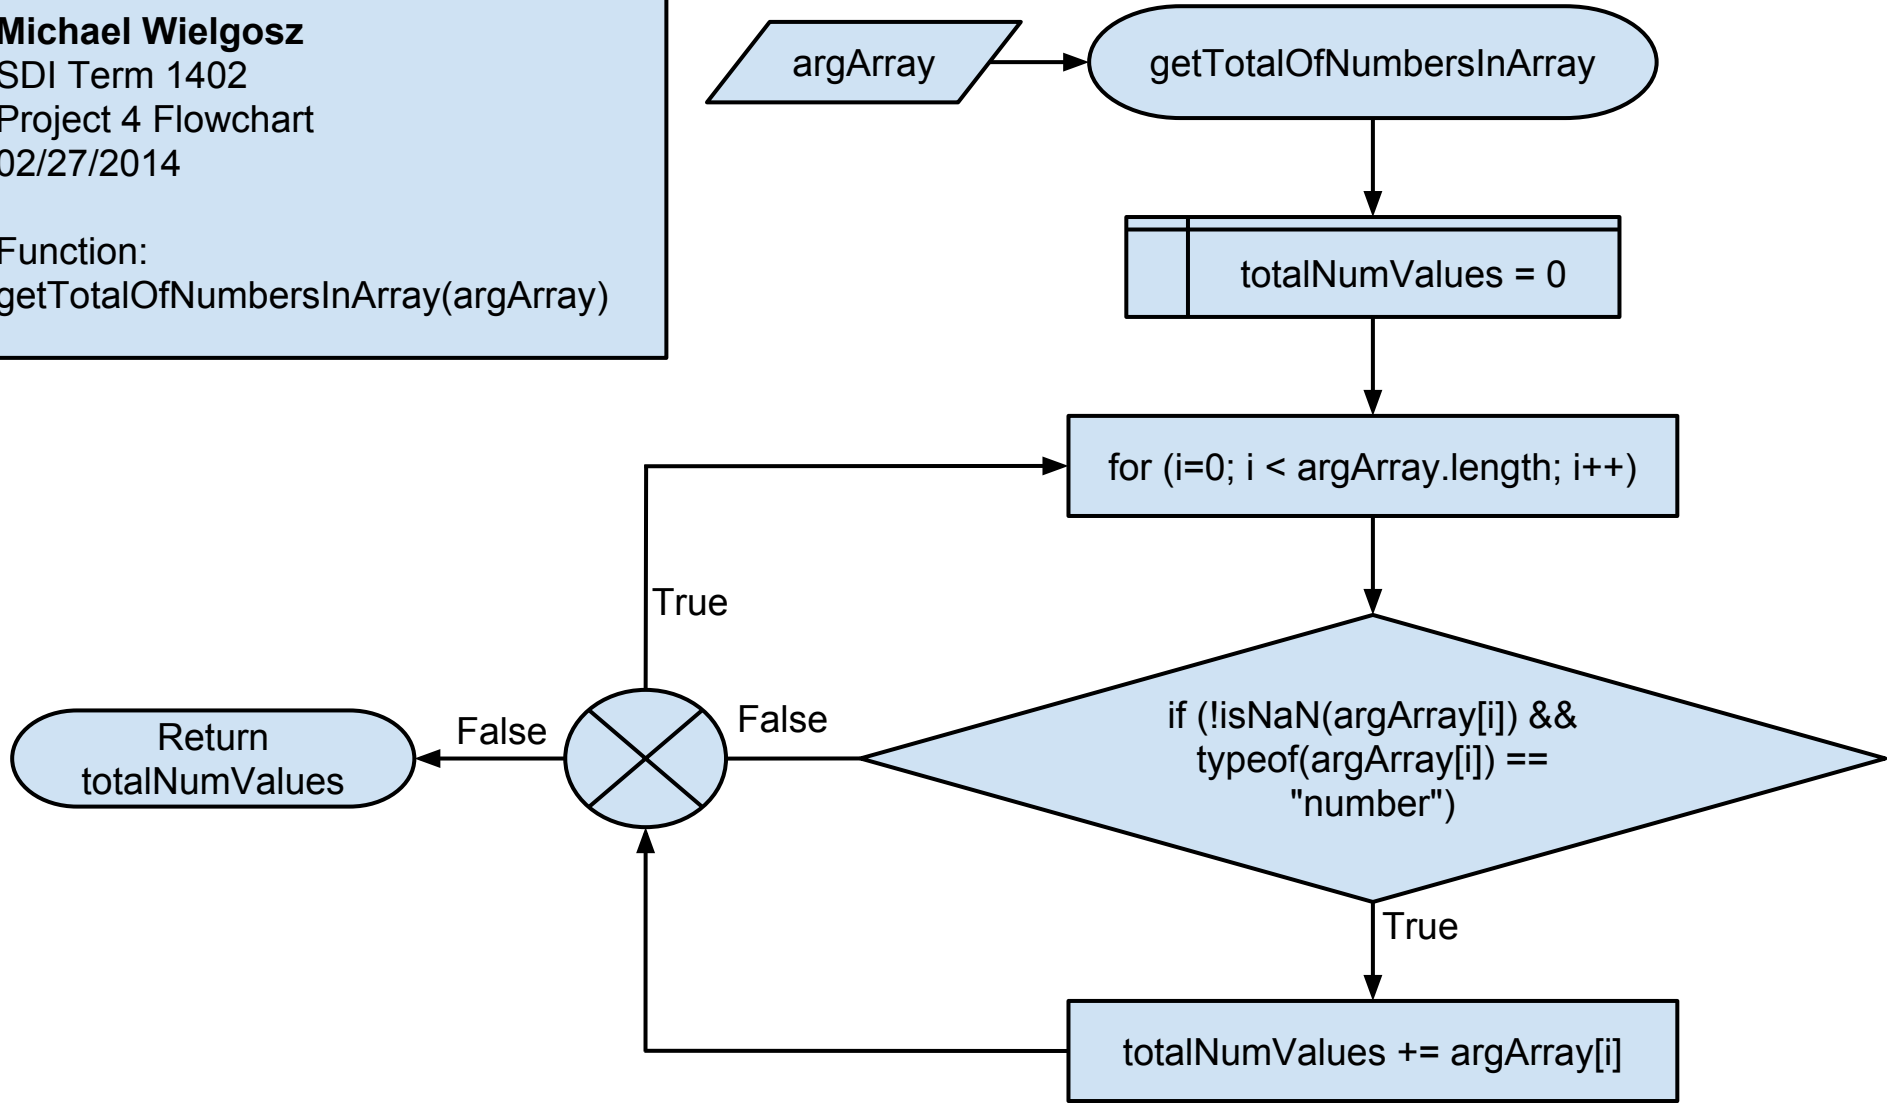 Michael Wielgosz
SDI Term 1402
Project 4 Flowchart
02/27/2014
Function:
getTotalOfNumbersInArray(argArray)
argArray
getTotalOfNumbersInArray
totalNumValues = 0
for (i=0; i < argArray.length; i++)
True
if (!isNaN(argArray[i]) &&
typeof(argArray[i]) ==
"number")
False
False
Return
totalNumValues
True
totalNumValues += argArray[i]